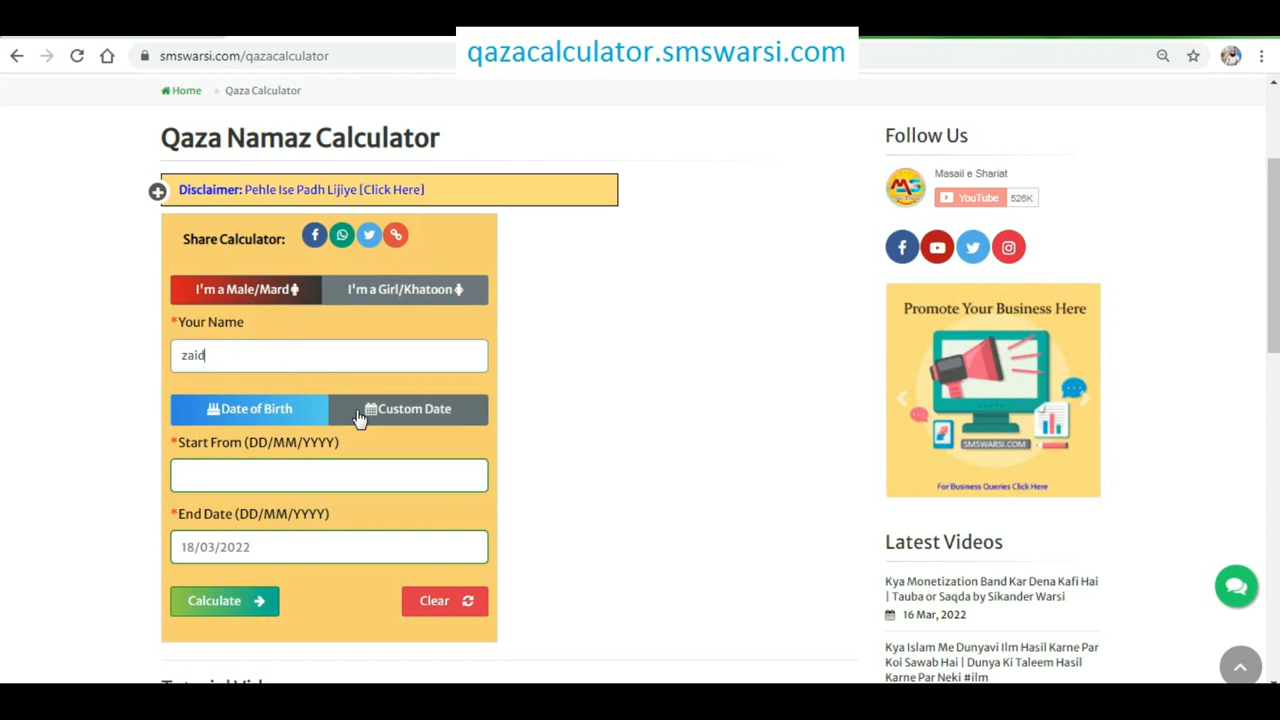 qazacalculator.smswarsi.com
smswarsi.com/qazacalculator
Home » Qaza Calculator
Qaza Namaz Calculator
Disclaimer: Pehle Ise Padh Lijiye [Click Here]
Share Calculator:
I'm a Male/Mard
I'm a Girl/Khatoon
*Your Name
zaid
Date of Birth
Custom Date
*Start From (DD/MM/YYYY)
*End Date (DD/MM/YYYY)
18/03/2022
Calculate
Clear
Follow Us
MS
Masail e Shariat
YouTube 526K
Promote Your Business Here
SMSWARSI.COM
For Business Queries Click Here
Latest Videos
Kya Monetization Band Kar Dena Kafi Hai
| Tauba or Saqda by Sikander Warsi
16 Mar, 2022
Kya Islam Me Dunyavi Ilm Hasil Karne Par
Koi Sawab Hai | Dunya Ki Taleem Hasil
Karne Par Neki #ilm